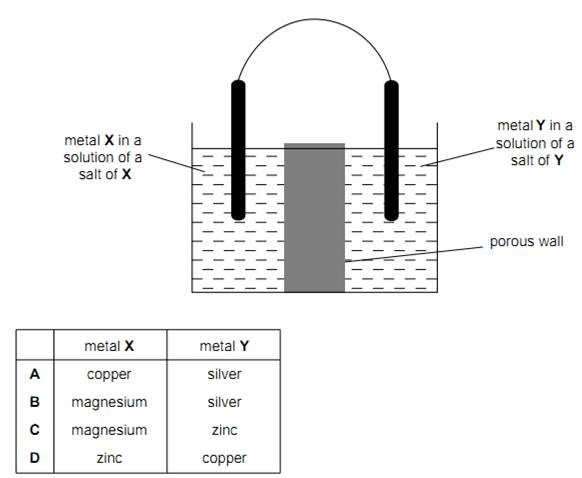 metal X in a
solution of a
salt of X
metal Y in a
solution of a
salt of Y
porous wall
metal X metal Y
A copper silver
B magnesium silver
C magnesium zinc
D zinc copper